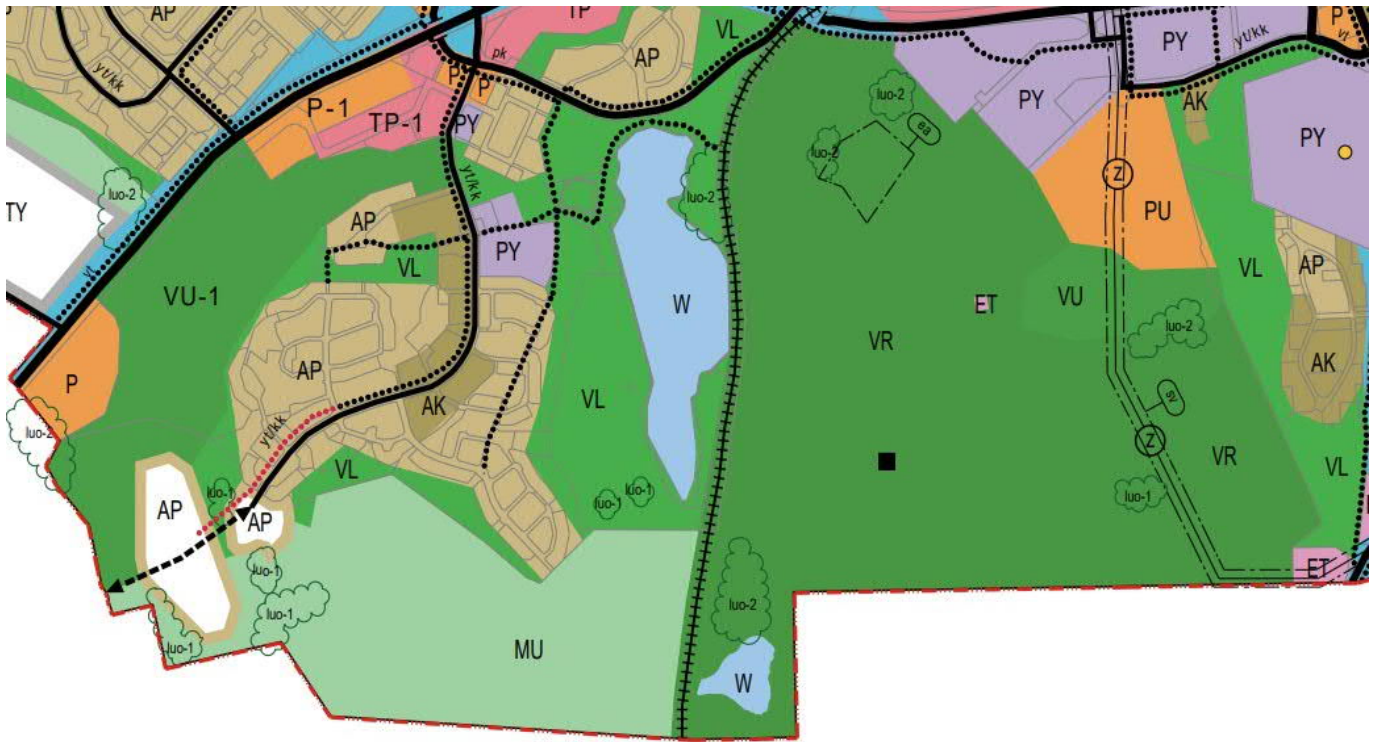 AP
TP
VL
PY
yt/kk
P
vt
pk
AP
yt/kk
P
P
P-1
TP-1
PY
luo-2
ea
PY
AK
PY
luo-2
luo-2
TY
luo-2
yt/kk
Z
AP
PU
PY
VL
VL
AP
vt
VU-1
W
ET
VU
luo-2
VR
AP
AK
P
VL
AK
sv
yt/kk
luo-2
Z
VR
VL
VL
luo-1
luo-1
luo-1
luo-1
AP
AP
luo-1
ET
luo-1
luo-2
luo-1
MU
W